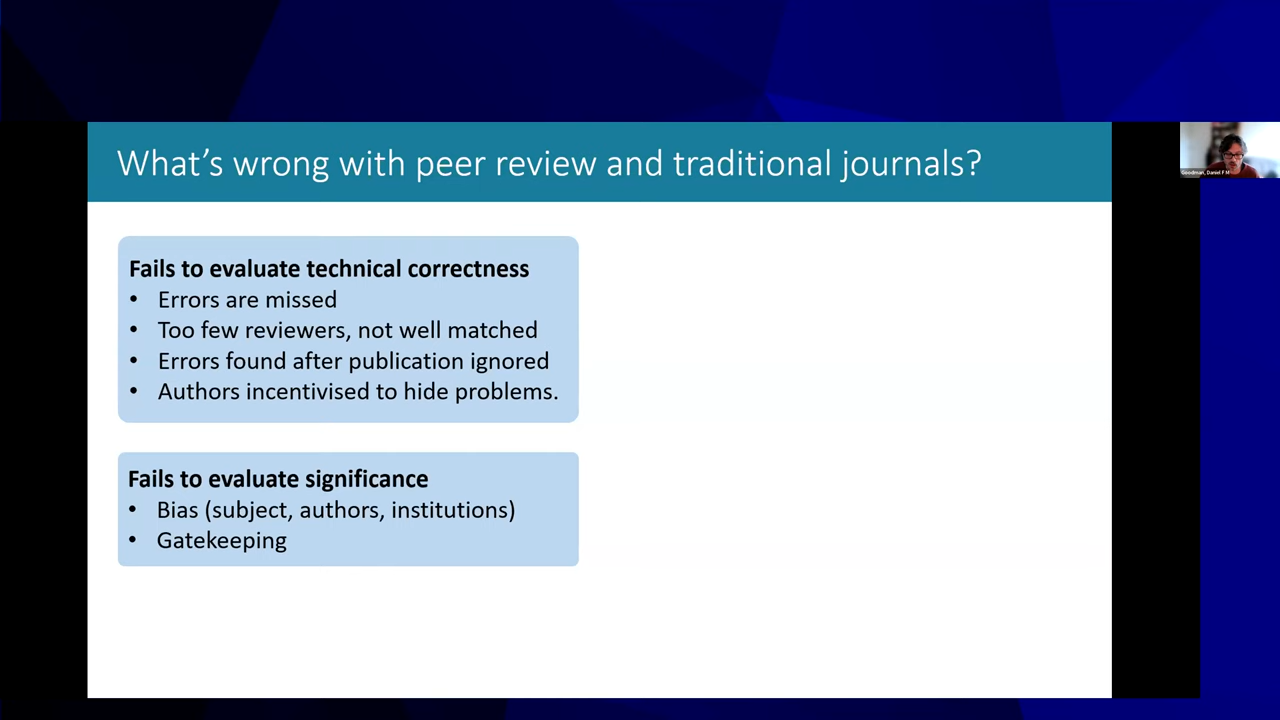 What's wrong with peer review and traditional journals?
Goodman, Daniel F M
Fails to evaluate technical correctness
• Errors are missed
• Too few reviewers, not well matched
• Errors found after publication ignored
• Authors incentivised to hide problems.
Fails to evaluate significance
• Bias (subject, authors, institutions)
• Gatekeeping